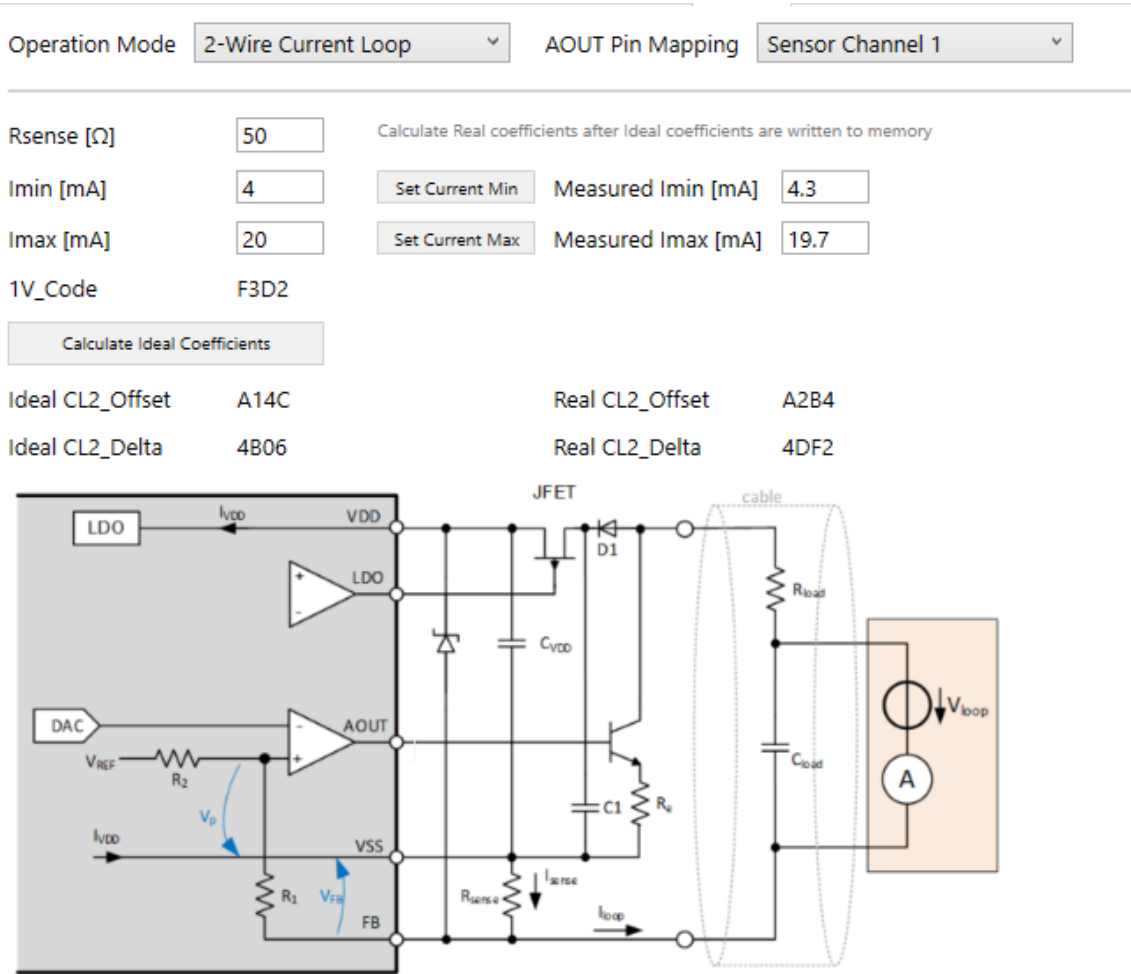 Operation Mode 2-Wire Current Loop AOUT Pin Mapping Sensor Channel 1
Rsense [Ω] 50 Calculate Real coefficients after Ideal coefficients are written to memory
Imin [mA] 4 Set Current Min Measured Imin [mA] 4.3
Imax [mA] 20 Set Current Max Measured Imax [mA] 19.7
1V_Code F3D2
Calculate Ideal Coefficients
Ideal CL2_Offset A14C Real CL2_Offset A2B4
Ideal CL2_Delta 4B06 Real CL2_Delta 4DF2
JFET
cable
LDO
IVDD
VDD
D1
LDO
Rload
CVDD
DAC
AOUT
VREF
R2
Vloop
Cload
A
C1
Re
Vp
IVDD
VSS
R1
VFB
Rsense
Isense
Iloop
FB